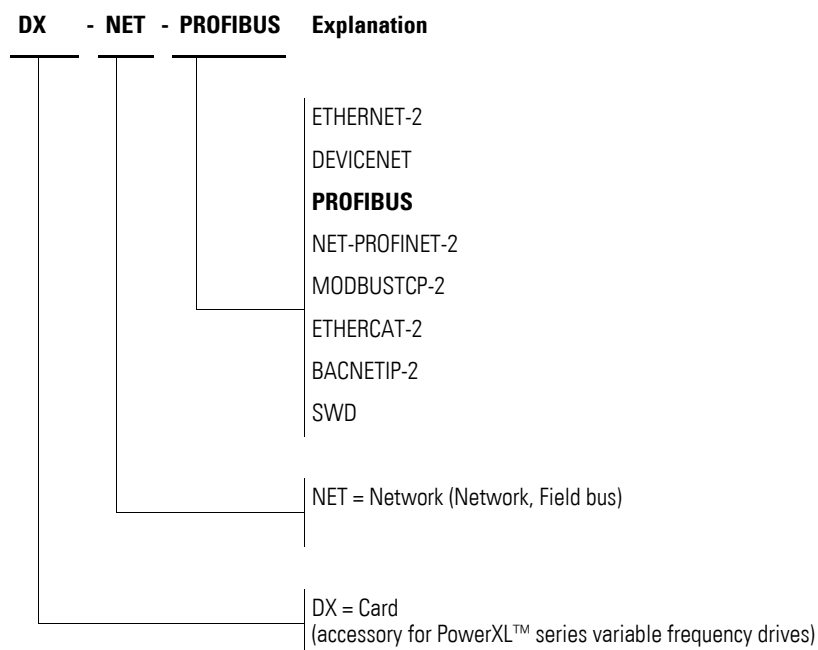 DX - NET - PROFIBUS Explanation
ETHERNET-2
DEVICENET
PROFIBUS
NET-PROFINET-2
MODBUSTCP-2
ETHERCAT-2
BACNETIP-2
SWD
NET = Network (Network, Field bus)
DX = Card
(accessory for PowerXL™ series variable frequency drives)